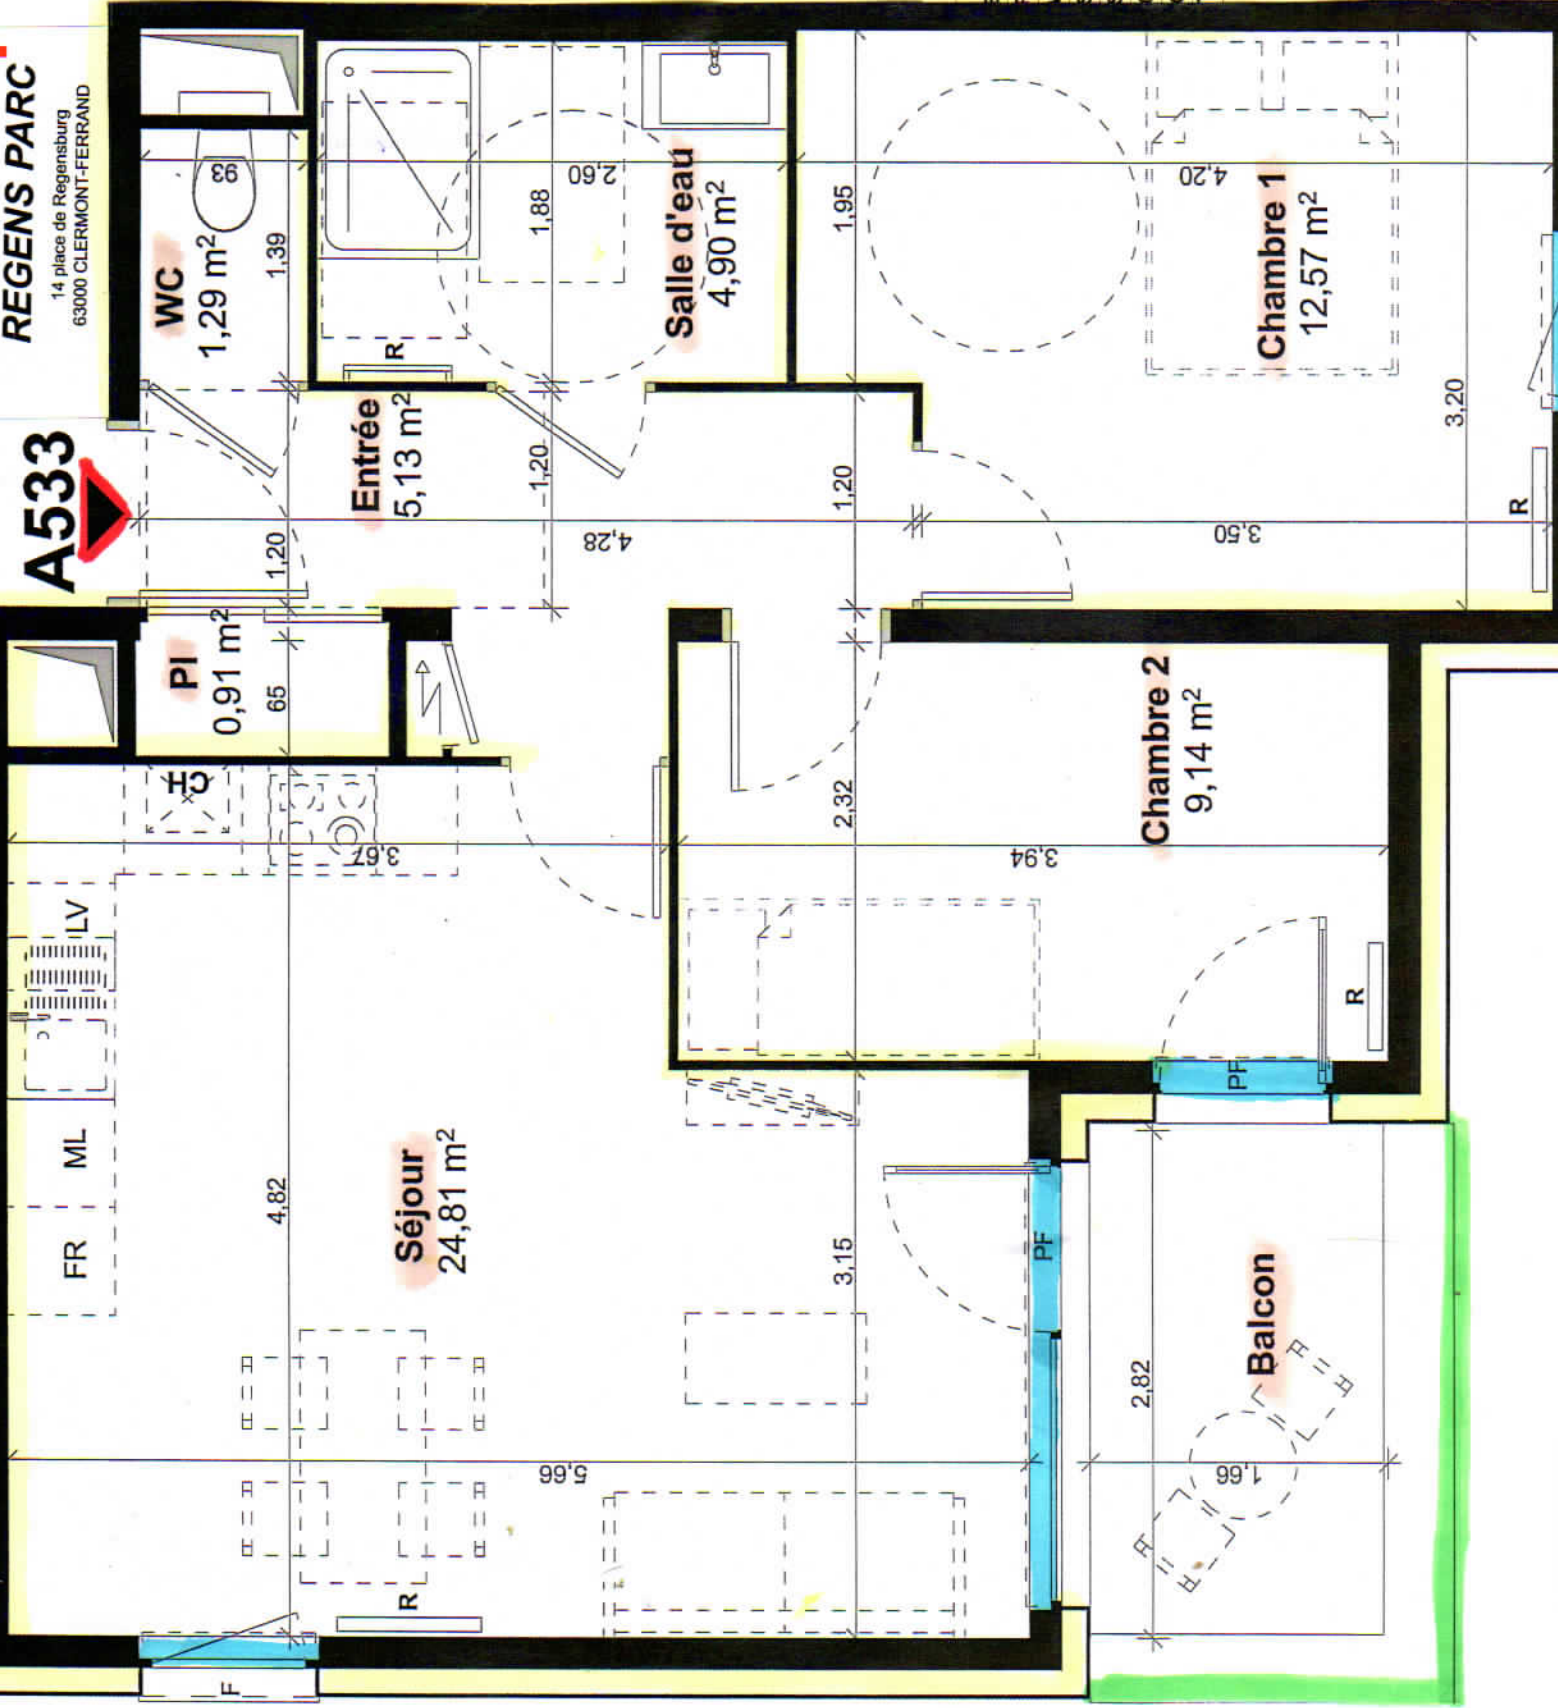 REGENS PARC
14 place de Regensburg
63000 CLERMONT-FERRAND
A533
WC
1,29 m²
93
1,39
Salle d'eau
4,90 m²
2,60
1,88
R
Chambre 1
12,57 m²
1,95
4,20
3,20
3,50
R
Entrée
5,13 m²
1,20
1,20
1,20
4,28
Pl
0,91 m²
65
Chambre 2
9,14 m²
2,32
3,94
R
PF
Séjour
24,81 m²
CH
LV
ML
FR
3,67
4,82
5,66
3,15
R
F
PF
Balcon
2,82
1,66